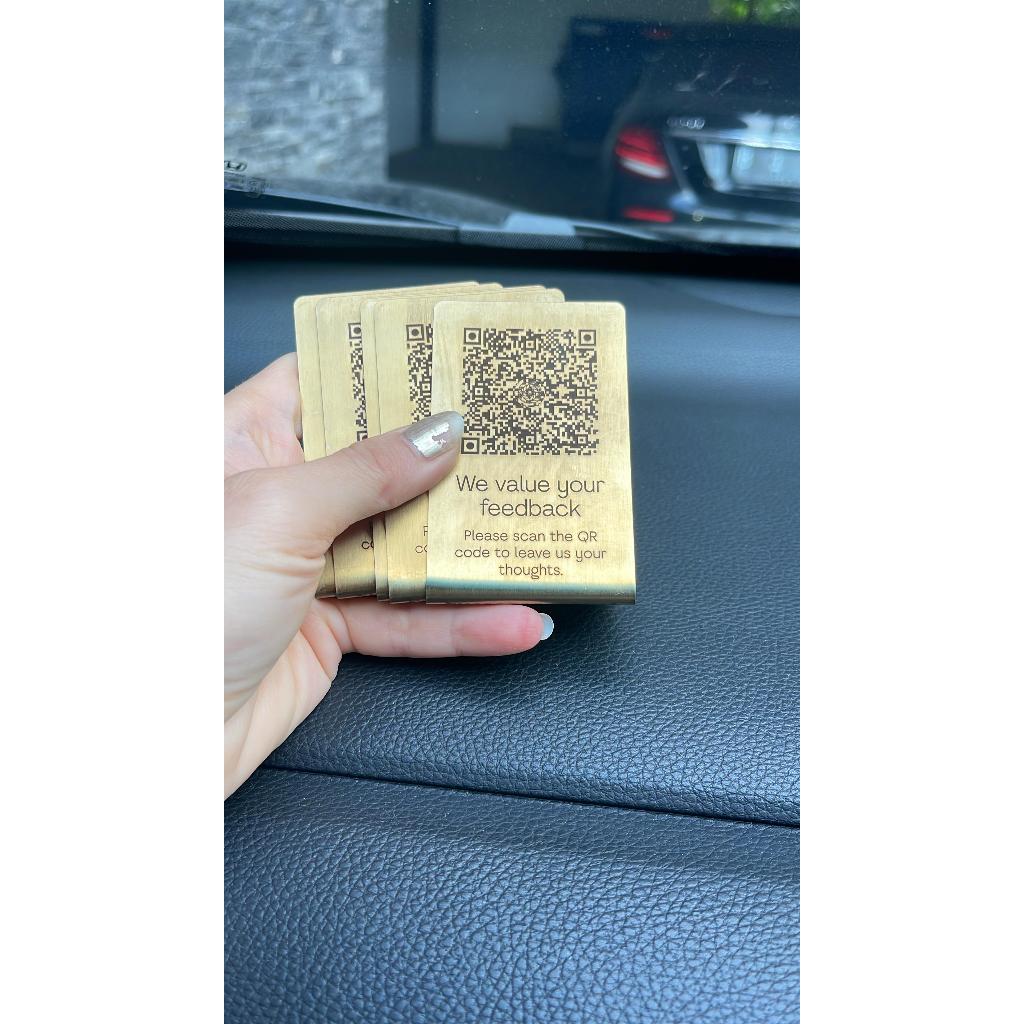 We value your
feedback
Please scan the QR
code to leave us your
thoughts.